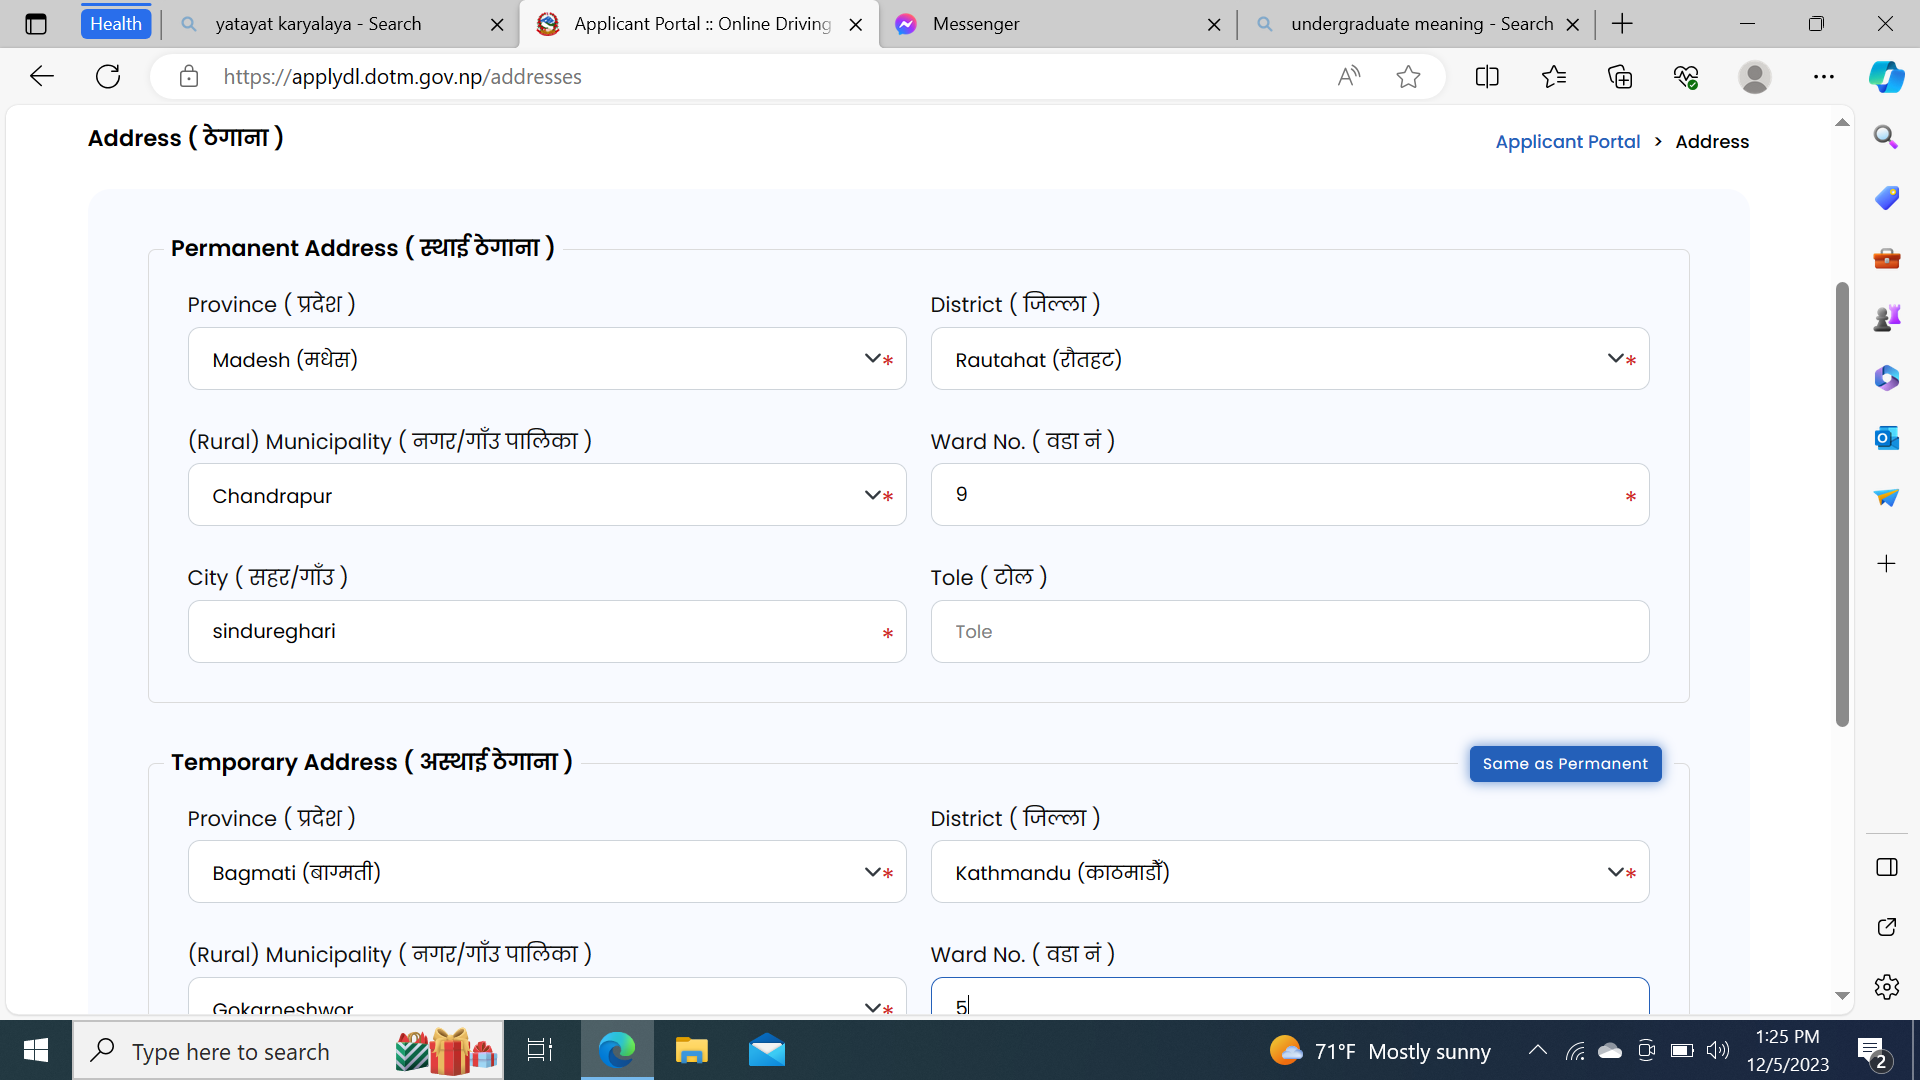 Health
yatayat karyalaya - Search
Applicant Portal :: Online Driving
Messenger
undergraduate meaning - Search
https://applydl.dotm.gov.np/addresses
Address ( ठेगाना )
Applicant Portal > Address
Permanent Address ( स्थाई ठेगाना )
Province ( प्रदेश )
District ( जिल्ला )
Madesh (मधेस)
*
Rautahat (रौतहट)
*
(Rural) Municipality ( नगर/गाँउ पालिका )
Ward No. ( वडा नं )
Chandrapur
*
9
*
City ( सहर/गाँउ )
Tole ( टोल )
sindureghari
*
Tole
Temporary Address ( अस्थाई ठेगाना )
Same as Permanent
Province ( प्रदेश )
District ( जिल्ला )
Bagmati (बाग्मती)
*
Kathmandu (काठमाडौँ)
*
(Rural) Municipality ( नगर/गाँउ पालिका )
Ward No. ( वडा नं )
Gokarneshwor
*
5
Type here to search
71°F Mostly sunny
1:25 PM
12/5/2023
2